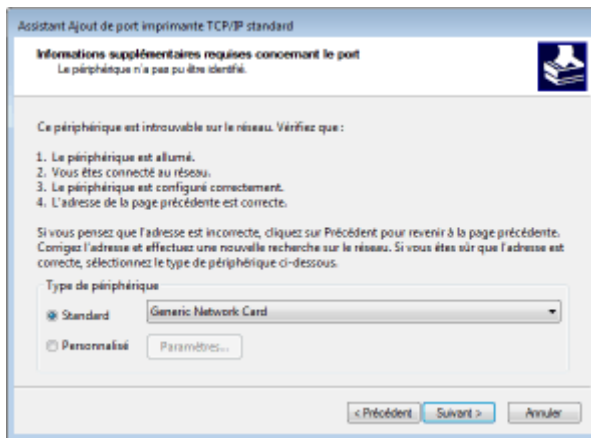 Assistant Ajout de port imprimante TCP/IP standard
Informations supplémentaires requises concernant le port
Le périphérique n'a pas pu être identifié.
Ce périphérique est introuvable sur le réseau. Vérifiez que :
1. Le périphérique est allumé.
2. Vous êtes connecté au réseau.
3. Le périphérique est configuré correctement.
4. L'adresse de la page précédente est correcte.
Si vous pensez que l'adresse est incorrecte, cliquez sur Précédent pour revenir à la page précédente.
Corrigez l'adresse et effectuez une nouvelle recherche sur le réseau. Si vous êtes sûr que l'adresse est
correcte, sélectionnez le type de périphérique ci-dessous.
Type de périphérique
Standard Generic Network Card
Personnalisé Paramètres...
< Précédent Suivant > Annuler